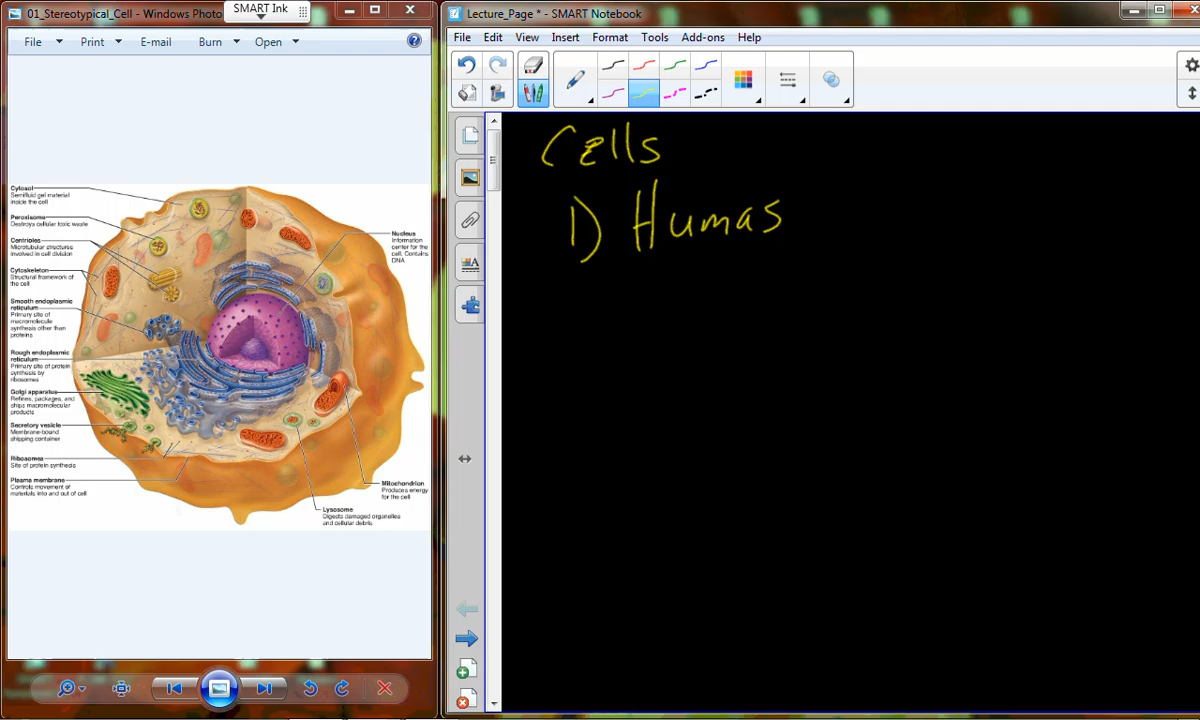 01_Stereotypical_Cell - Windows Photo
SMART Ink
File Print E-mail Burn Open
Cytosol
Semifluid gel material
inside the cell
Peroxisome
Destroys cellular toxic waste
Centrioles
Microtubular structures
involved in cell division
Cytoskeleton
Structural framework of
the cell
Smooth endoplasmic
reticulum
Primary site of
macromolecule
synthesis other than
proteins
Rough endoplasmic
reticulum
Primary site of protein
synthesis by
ribosomes
Golgi apparatus
Refines, packages, and
ships macromolecular
products
Secretory vesicle
Membrane-bound
shipping container
Ribosomes
Site of protein synthesis
Plasma membrane
Controls movement of
materials into and out of cell
Nucleus
Information
center for the
cell. Contains
DNA
Mitochondrion
Produces energy
for the cell
Lysosome
Digests damaged organelles
and cellular debris
Lecture_Page * - SMART Notebook
File Edit View Insert Format Tools Add-ons Help
Cells
1) Humas